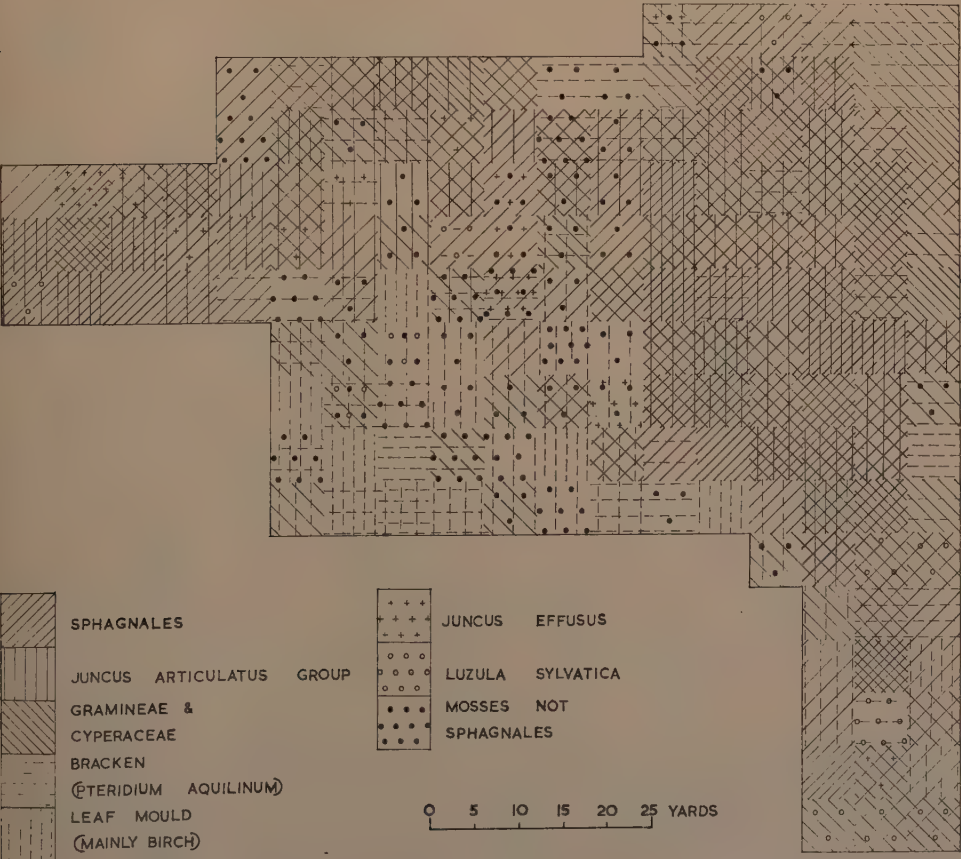 SPHAGNALES
JUNCUS ARTICULATUS GROUP
GRAMINEAE &
CYPERACEAE
BRACKEN
(PTERIDIUM AQUILINUM)
LEAF MOULD
(MAINLY BIRCH)
JUNCUS EFFUSUS
LUZULA SYLVATICA
MOSSES NOT
SPHAGNALES
0 5 10 15 20 25 YARDS